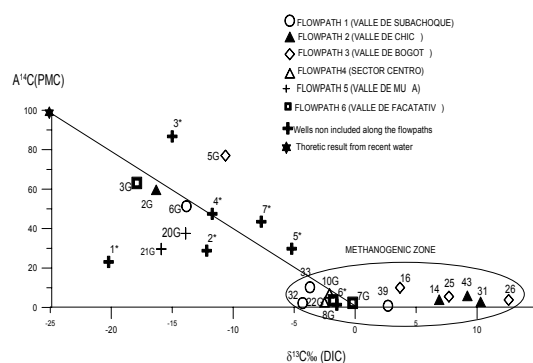 FLOWPATH 1 (VALLE DE SUBACHOQUE)
FLOWPATH 2 (VALLE DE CHIC )
FLOWPATH 3 (VALLE DE BOGOT )
FLOWPATH4 (SECTOR CENTRO)
FLOWPATH 5 (VALLE DE MU A)
FLOWPATH 6 (VALLE DE FACATATIV )
Wells non included along the flowpaths
Thoretic result from recent water
A14C(PMC)
100
80
60
40
20
0
3*
5G
3G
2G
6G
4*
7*
20G
21G
2*
5*
1*
METHANOGENIC ZONE
33
10G
16
32
22G
6*
7G
8G
39
14
25
43
31
26
-25
-20
-15
-10
-5
0
5
10
δ13C‰ (DIC)